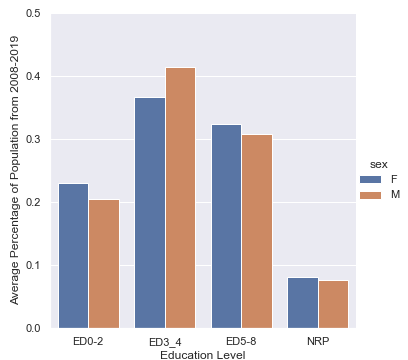 0.5
0.4
0.3
0.2
0.1
0.0
Average Percentage of Population from 2008-2019
ED0-2 ED3_4 ED5-8 NRP
Education Level
sex
F
M